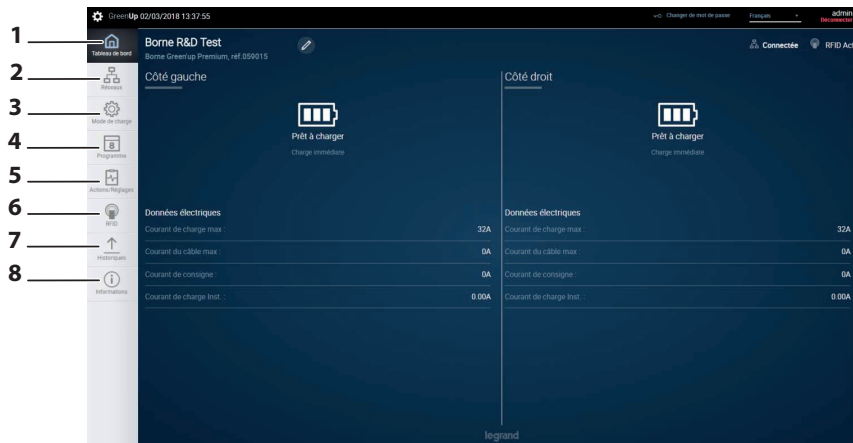 GreenUp 02/03/2018 13:37:55
Changer de mot de passe
Français
admin
Déconnecter
1
Tableau de bord
Borne R&D Test
Borne Green'up Premium, réf.059015
Connectée
RFID Act
2
Réseaux
3
Mode de charge
4
8
Programme
5
Actions/Réglages
6
RFID
7
Historiques
8
Informations
Côté gauche
Prêt à charger
Charge immédiate
Données électriques
Courant de charge max : 32A
Courant du câble max : 0A
Courant de consigne : 0A
Courant de charge Inst. : 0.00A
Côté droit
Prêt à charger
Charge immédiate
Données électriques
Courant de charge max : 32A
Courant du câble max : 0A
Courant de consigne : 0A
Courant de charge Inst. : 0.00A
legrand